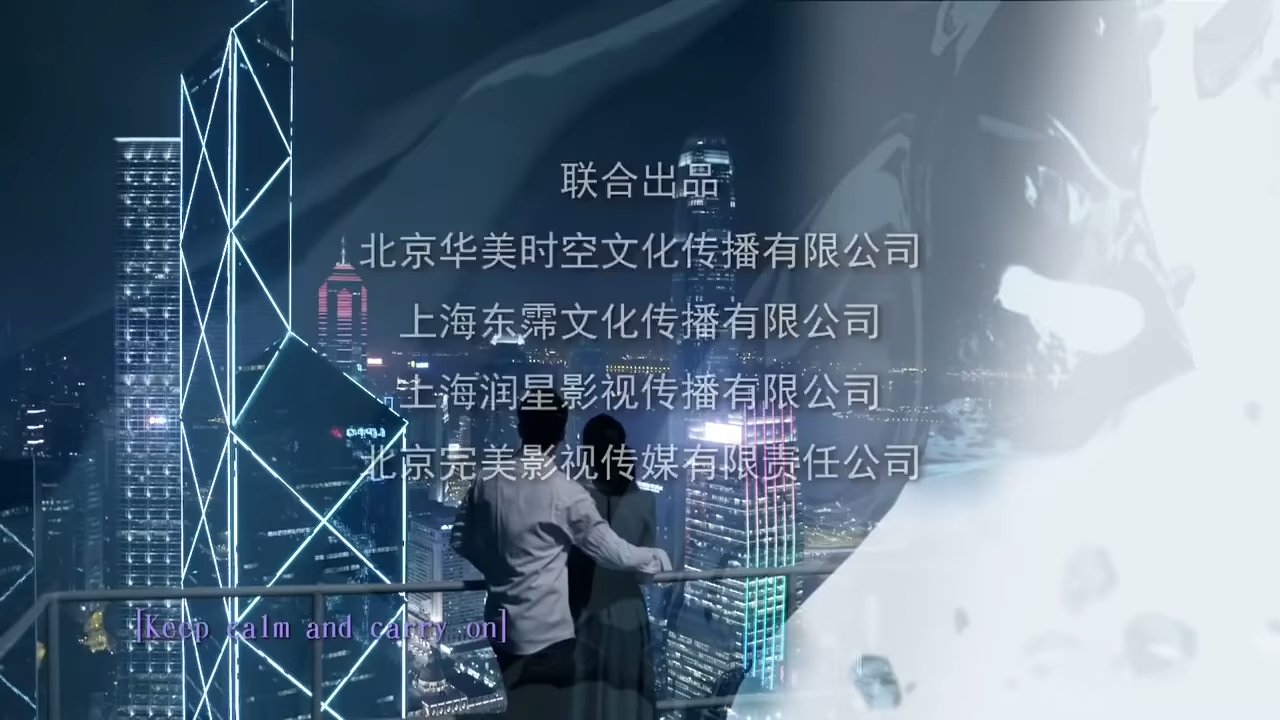 联合出品
北京华美时空文化传播有限公司
上海东霈文化传播有限公司
上海润星影视传播有限公司
北京完美影视传媒有限责任公司
[Keep calm and carry on]